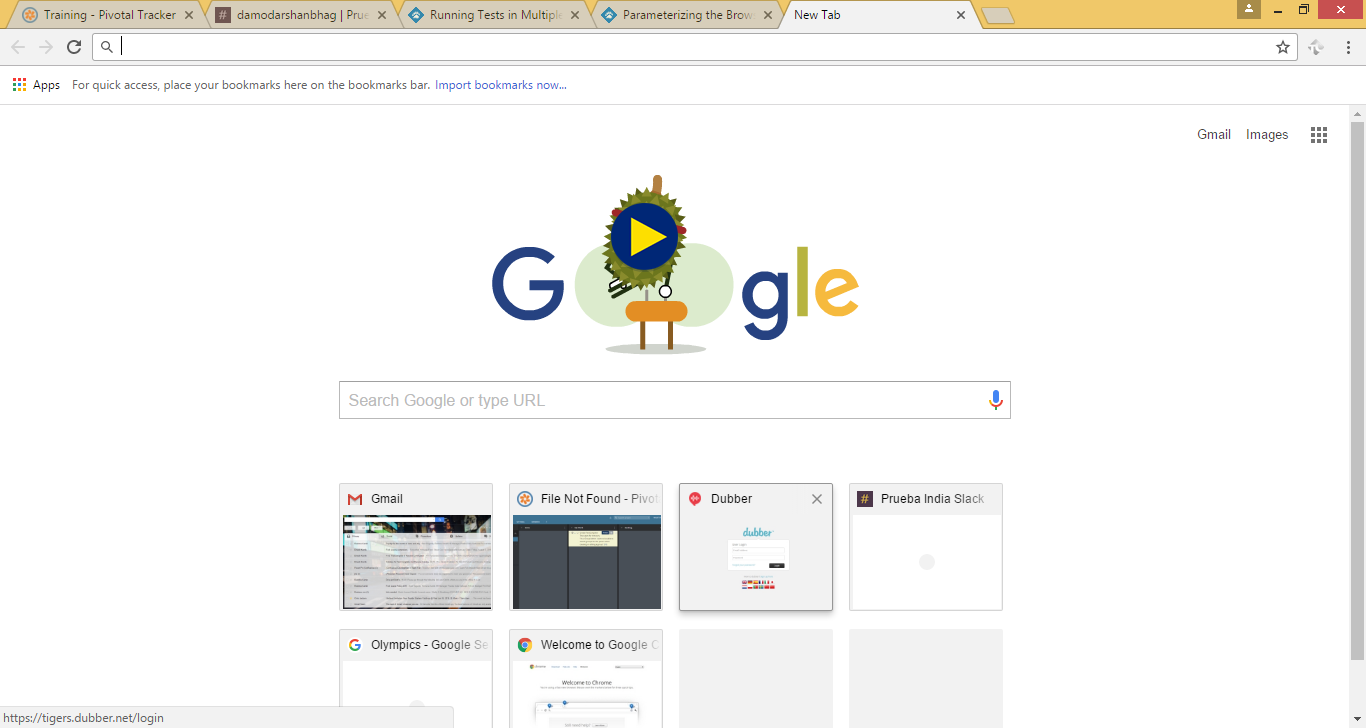 Training - Pivotal Tracker
damodarshanbhag | Prue
Running Tests in Multiple
Parameterizing the Brow
New Tab
Apps
For quick access, place your bookmarks here on the bookmarks bar. Import bookmarks now...
Gmail Images
Google
Search Google or type URL
Gmail
File Not Found - Pivot
Dubber
Prueba India Slack
dubber
Olympics - Google Se
Welcome to Google C
Welcome to Chrome
https://tigers.dubber.net/login